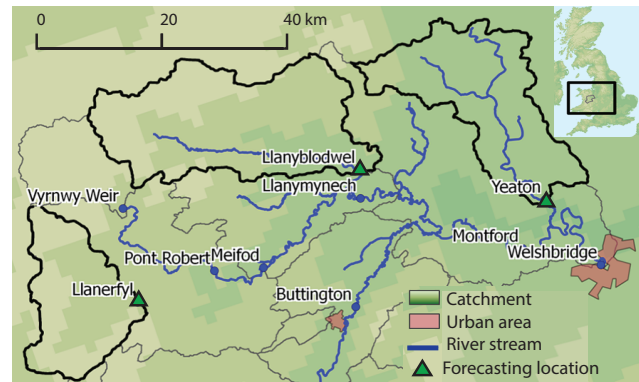 0 20 40 km
Llanyblodwel
Vyrnwy Weir
Llanymynech
Yeaton
Pont Robert
Meifod
Montford
Welshbridge
Llanerfyl
Buttington
Catchment
Urban area
River stream
Forecasting location